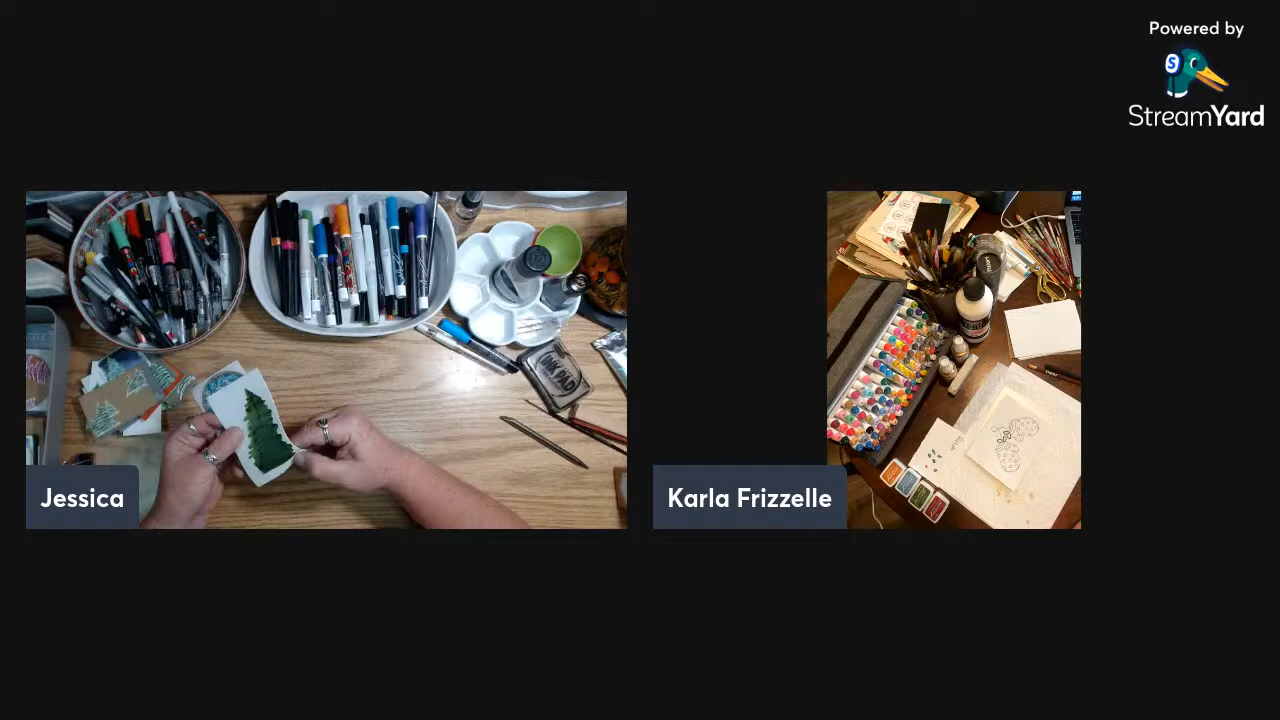 Powered by
S
StreamYard
INK PAD
Jessica
Karla Frizzelle